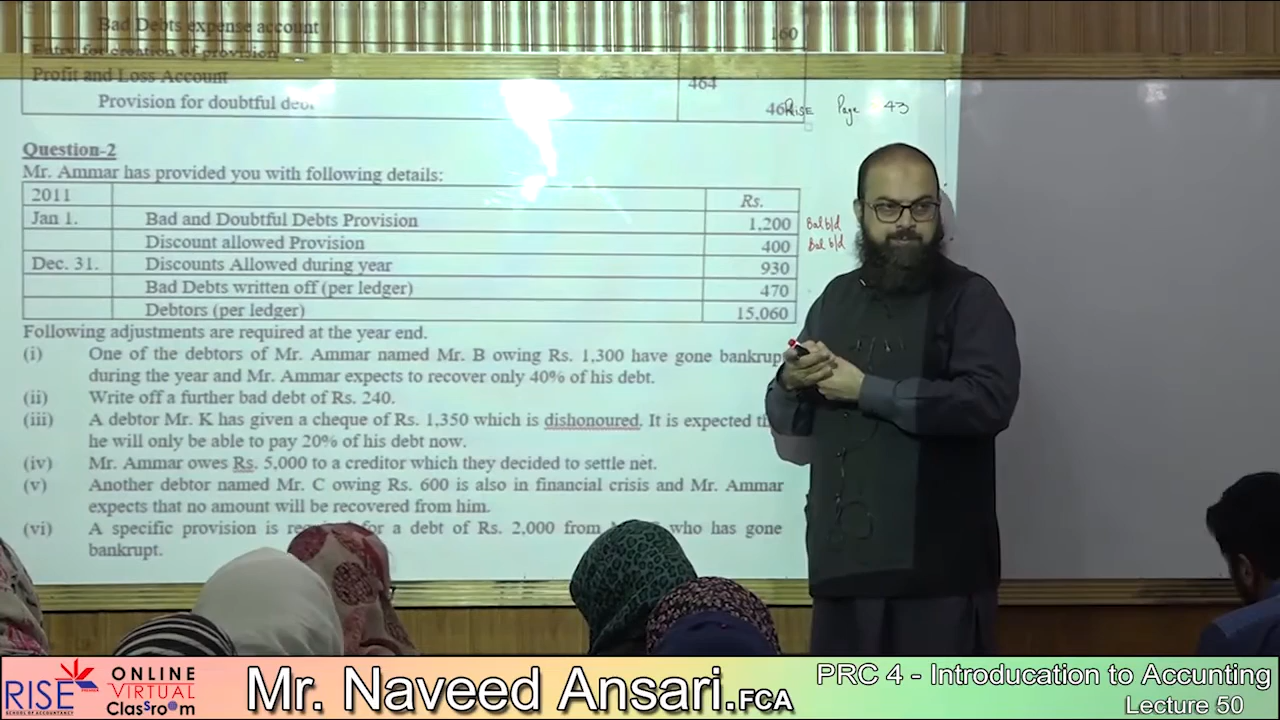 Bad Debts expense account
160
Enter for creation of provision
Profit and Loss Account
464
Provision for doubtful
RISE Page 43
Question-2
Mr. Ammar has provided you with following details:
2011 Rs.
Jan 1. Bad and Doubtful Debts Provision 1,200 Bal b/d
Discount allowed Provision 400 Bal b/d
Dec. 31. Discounts Allowed during year 930
Bad Debts written off (per ledger) 470
Debtors (per ledger) 15,060
Following adjustments are required at the year end.
(i) One of the debtors of Mr. Ammar named Mr. B owing Rs. 1,300 have gone bankrup
during the year and Mr. Ammar expects to recover only 40% of his debt.
(ii) Write off a further bad debt of Rs. 240.
(iii) A debtor Mr. K has given a cheque of Rs. 1,350 which is dishonoured. It is expected
he will only be able to pay 20% of his debt now.
(iv) Mr. Ammar owes Rs. 5,000 to a creditor which they decided to settle net.
(v) Another debtor named Mr. C owing Rs. 600 is also in financial crisis and Mr. Ammar
expects that no amount will be recovered from him.
(vi) A specific provision is for a debt of Rs. 2,000 from who has gone
bankrupt.
RISE PREMIER
SCHOOL OF ACCOUNTANCY
ONLINE
VIRTUAL
ClasSro@m
Mr. Naveed Ansari.FCA
PRC 4 - Introducation to Accunting
Lecture 50